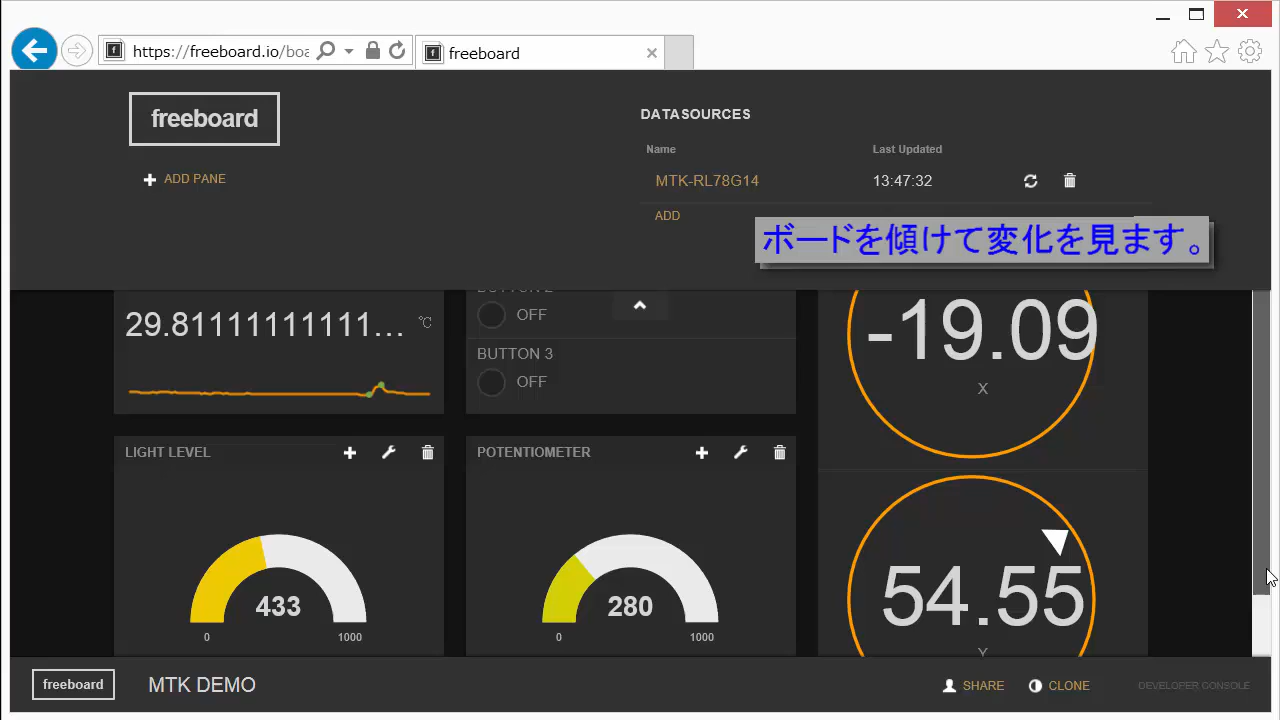 https://freeboard.io/boa
freeboard
freeboard
DATASOURCES
Name
Last Updated
ADD PANE
MTK-RL78G14
13:47:32
ADD
ボードを傾けて変化を見ます。
BUTTON 2
29.81111111111... ℃
OFF
-19.09
BUTTON 3
OFF
X
LIGHT LEVEL
POTENTIOMETER
433
0
1000
280
0
1000
54.55
Y
freeboard
MTK DEMO
SHARE
CLONE
DEVELOPER CONSOLE